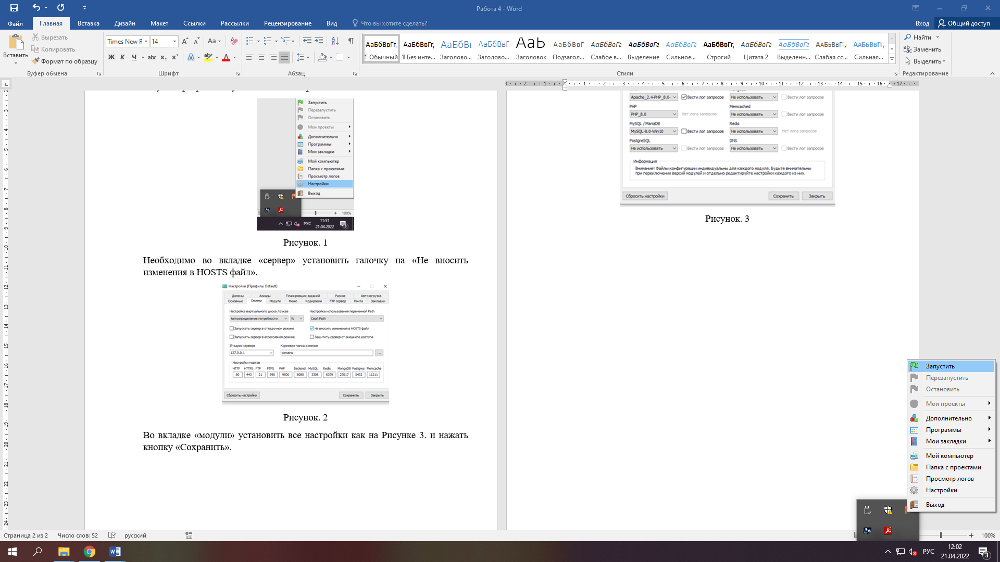 Работа 4 - Word
Файл
Главная
Вставка
Дизайн
Макет
Ссылки
Рассылки
Рецензирование
Вид
Что вы хотите сделать?
Вход
Общий доступ
Вставить
Вырезать
Копировать
Формат по образцу
Буфер обмена
Times New R
14
Шрифт
Абзац
АаБбВвГг,
¶ Обычный
АаБбВвГг,
¶ Без инте...
АаБбВı
Заголово...
АаБбВвГ
Заголово...
АаЬ
Заголовок
АаБбВвГ
Подзагол...
АаБбВвГг
Слабое в...
АаБбВвГг
Выделение
АаБбВвГг
Сильное...
АаБбВвГг,
Строгий
АаБбВвГг
Цитата 2
АаБбВвГг
Выделенн...
АаБбВвГг
Слабая сс...
АаБбВвГг,
Сильная...
Стили
Найти
Заменить
Выделить
Редактирование
Запустить
Перезапустить
Остановить
Мои проекты
Дополнительно
Программы
Мои закладки
Мой компьютер
Папка с проектами
Просмотр логов
Настройки
Выход
100%
11:51
РУС
21.04.2022
3
Рисунок. 1
Необходимо во вкладке «сервер» установить галочку на «Не вносить
изменения в HOSTS файл».
Настройки [Профиль: Default]
Домены Алиасы Планировщик заданий Разное Автозагрузка
Основные Сервер Модули Меню Кодировки FTP сервер Почта Закладки
Настройка виртуального диска / Буква
Настройка использования переменной Path
Автоопределение потребности W
Свой Path
Запускать сервер в отладочном режиме
Не вносить изменения в HOSTS файл
Запускать сервер в агрессивном режиме
Защитить сервер от внешнего доступа
IP-адрес сервера
Корневая папка доменов
127.0.0.1
domains
...
Настройки портов
HTTP HTTPS FTP FTPS PHP Backend MySQL Redis MongoDB Postgres Memcache
80 443 21 990 9500 8080 3306 6379 27017 5432 11211
Сбросить настройки
Сохранить
Закрыть
Рисунок. 2
Во вкладке «модули» установить все настройки как на Рисунке 3. и нажать
кнопку «Сохранить».
Apache_2.4-PHP_8.0-
Вести лог запросов
Не использовать
Вести лог запросов
PHP
Memcached
PHP_8.0
Нет лога запросов
Не использовать
Вести лог запросов
MySQL / MariaDB
Redis
MySQL-8.0-Win10
Вести лог запросов
Не использовать
Нет лога запросов
PostgreSQL
DNS
Не использовать
Вести лог запросов
Не использовать
Вести лог запросов
Информация
Внимание! Файлы конфигурации индивидуальны для каждого модуля. Будьте внимательны
при переключении версий модулей и отдельно редактируйте настройки каждого из них.
Сбросить настройки
Сохранить
Закрыть
Рисунок. 3
Запустить
Перезапустить
Остановить
Мои проекты
Дополнительно
Программы
Мои закладки
Мой компьютер
Папка с проектами
Просмотр логов
Настройки
Выход
Страница 2 из 2
Число слов: 52
русский
100%
РУС
12:02
21.04.2022
3